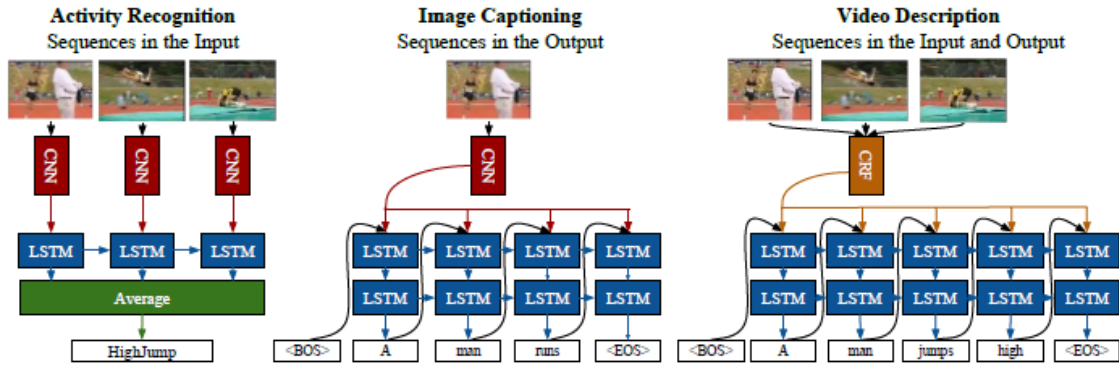 Activity Recognition
Sequences in the Input
CNN
CNN
CNN
LSTM
LSTM
LSTM
Average
HighJump
Image Captioning
Sequences in the Output
CNN
LSTM
LSTM
LSTM
LSTM
LSTM
LSTM
LSTM
LSTM
<BOS>
A
man
runs
<EOS>
Video Description
Sequences in the Input and Output
CRF
LSTM
LSTM
LSTM
LSTM
LSTM
LSTM
LSTM
LSTM
LSTM
LSTM
<BOS>
A
man
jumps
high
<EOS>